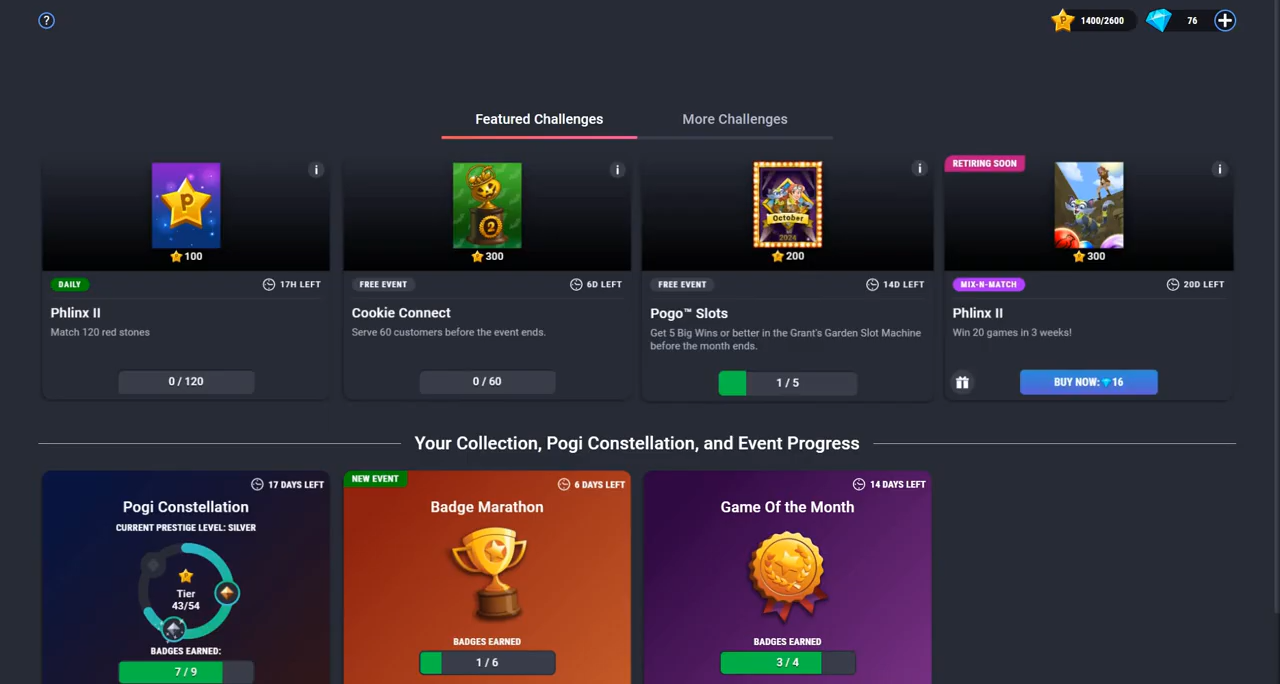 ?
P 1400/2600 76
Featured Challenges
More Challenges
P
100
DAILY
17H LEFT
Phlinx II
Match 120 red stones
0 / 120
2
300
FREE EVENT
6D LEFT
Cookie Connect
Serve 60 customers before the event ends.
0 / 60
October
2024
200
FREE EVENT
14D LEFT
Pogo™ Slots
Get 5 Big Wins or better in the Grant's Garden Slot Machine
before the month ends.
1 / 5
RETIRING SOON
300
MIX-N-MATCH
20D LEFT
Phlinx II
Win 20 games in 3 weeks!
BUY NOW: 16
Your Collection, Pogi Constellation, and Event Progress
17 DAYS LEFT
Pogi Constellation
CURRENT PRESTIGE LEVEL: SILVER
Tier
43/54
BADGES EARNED:
7 / 9
NEW EVENT
6 DAYS LEFT
Badge Marathon
BADGES EARNED
1 / 6
14 DAYS LEFT
Game Of the Month
BADGES EARNED
3 / 4